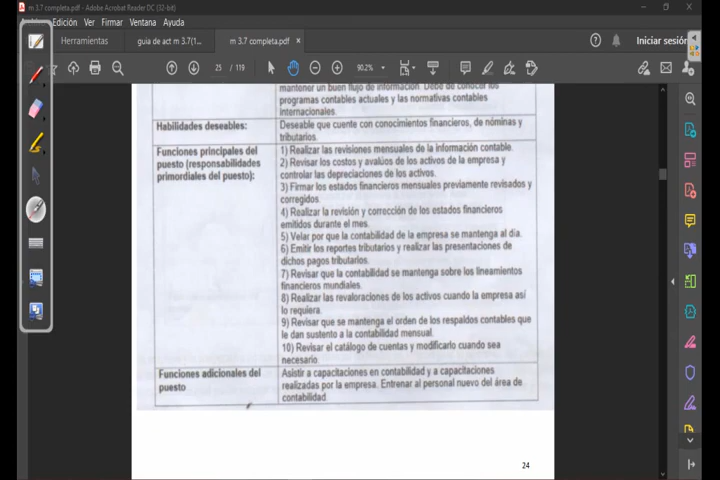 m 3.7 completa.pdf - Adobe Acrobat Reader DC (32-bit)
Edición Ver Firmar Ventana Ayuda
Herramientas
guia de act m 3.7(1...
m 3.7 completa.pdf ×
Iniciar sesión
25 / 119
90.2%
mantener un buen flujo de información. Debe de conocer los
programas contables actuales y las normativas contables
internacionales.
Habilidades deseables:
Deseable que cuente con conocimientos financieros, de nóminas y
tributarios.
Funciones principales del
puesto (responsabilidades
primordiales del puesto):
1) Realizar las revisiones mensuales de la información contable.
2) Revisar los costos y avalúos de los activos de la empresa y
controlar las depreciaciones de los activos.
3) Firmar los estados financieros mensuales previamente revisados y
corregidos.
4) Realizar la revisión y corrección de los estados financieros
emitidos durante el mes.
5) Velar por que la contabilidad de la empresa se mantenga al día.
6) Emitir los reportes tributarios y realizar las presentaciones de
dichos pagos tributarios.
7) Revisar que la contabilidad se mantenga sobre los lineamientos
financieros mundiales.
8) Realizar las revaloraciones de los activos cuando la empresa así
lo requiera.
9) Revisar que se mantenga el orden de los respaldos contables que
le dan sustento a la contabilidad mensual.
10) Revisar el catálogo de cuentas y modificarlo cuando sea
necesario.
Funciones adicionales del
puesto
Asistir a capacitaciones en contabilidad y a capacitaciones
realizadas por la empresa. Entrenar al personal nuevo del área de
contabilidad.
24